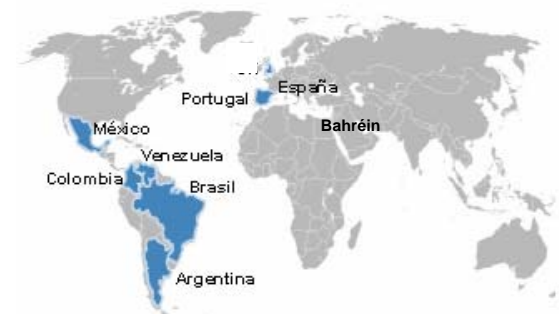 España
Portugal
Bahréin
México
Venezuela
Colombia
Brasil
Argentina